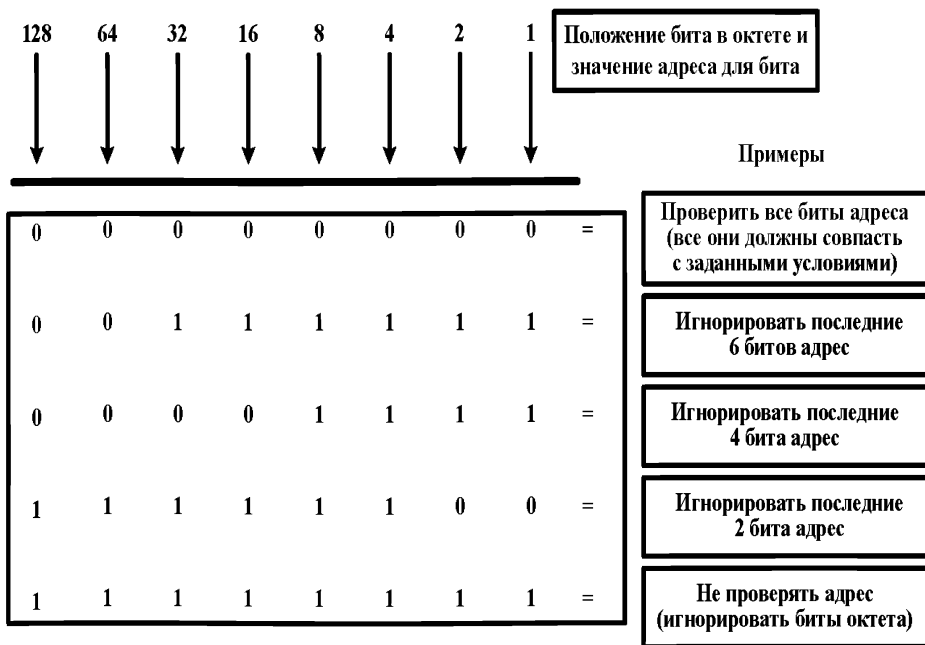 128 64 32 16 8 4 2 1
Положение бита в октете и
значение адреса для бита
Примеры
0 0 0 0 0 0 0 0 =
Проверить все биты адреса
(все они должны совпасть
с заданными условиями)
0 0 1 1 1 1 1 1 =
Игнорировать последние
6 битов адрес
0 0 0 0 1 1 1 1 =
Игнорировать последние
4 бита адрес
1 1 1 1 1 1 0 0 =
Игнорировать последние
2 бита адрес
1 1 1 1 1 1 1 1 =
Не проверять адрес
(игнорировать биты октета)